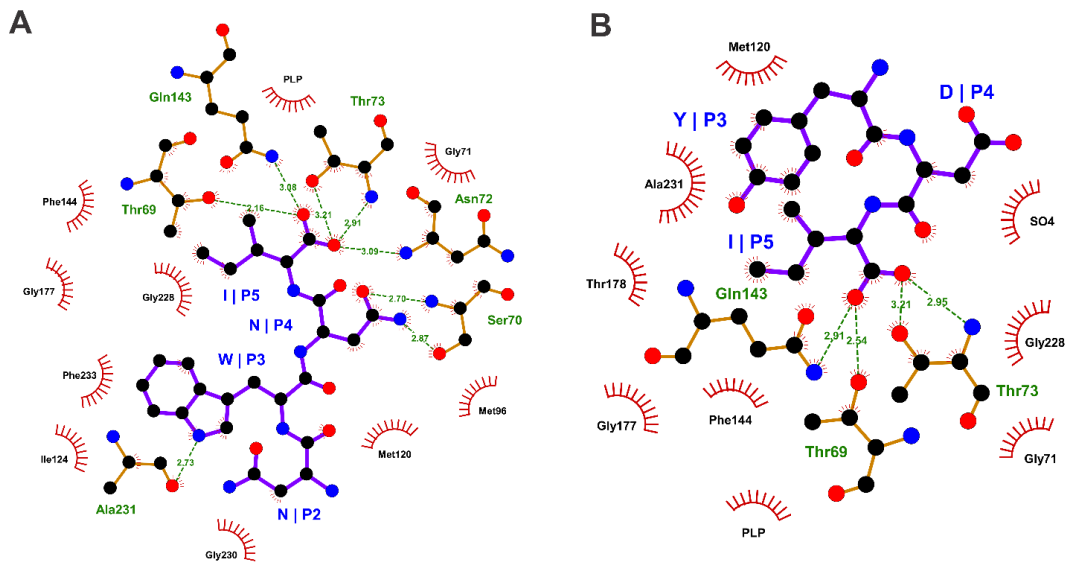 A
Gln143
PLP
Thr73
Gly71
3.08
Asn72
Phe144
Thr69
2.16
3.21
2.91
3.09
Gly177
Gly228
I | P5
2.70
N | P4
Ser70
2.87
W | P3
Phe233
Met96
Ile124
2.73
Met120
Ala231
N | P2
Gly230
B
Met120
D | P4
Y | P3
Ala231
SO4
I | P5
Thr178
Gln143
3.21
2.95
2.91
2.54
Gly228
Thr73
Gly177
Phe144
Thr69
Gly71
PLP